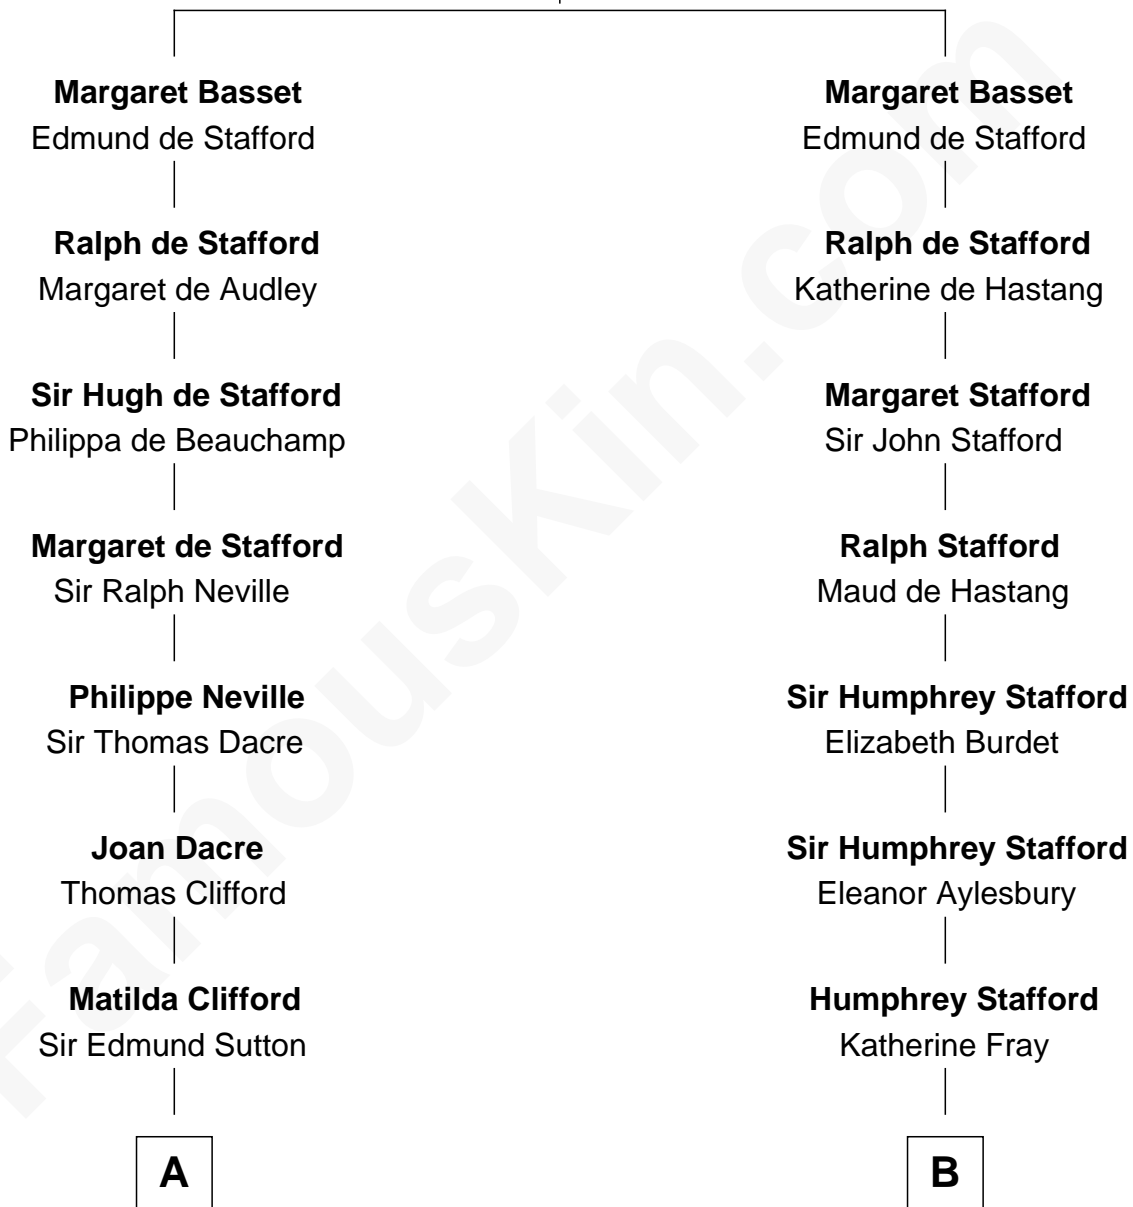 Margaret Basset
Edmund de Stafford
Ralph de Stafford
Margaret de Audley
Sir Hugh de Stafford
Philippa de Beauchamp
Margaret de Stafford
Sir Ralph Neville
Philippe Neville
Sir Thomas Dacre
Joan Dacre
Thomas Clifford
Matilda Clifford
Sir Edmund Sutton
A
Margaret Basset
Edmund de Stafford
Ralph de Stafford
Katherine de Hastang
Margaret Stafford
Sir John Stafford
Ralph Stafford
Maud de Hastang
Sir Humphrey Stafford
Elizabeth Burdet
Sir Humphrey Stafford
Eleanor Aylesbury
Humphrey Stafford
Katherine Fray
B
FamousKin.com